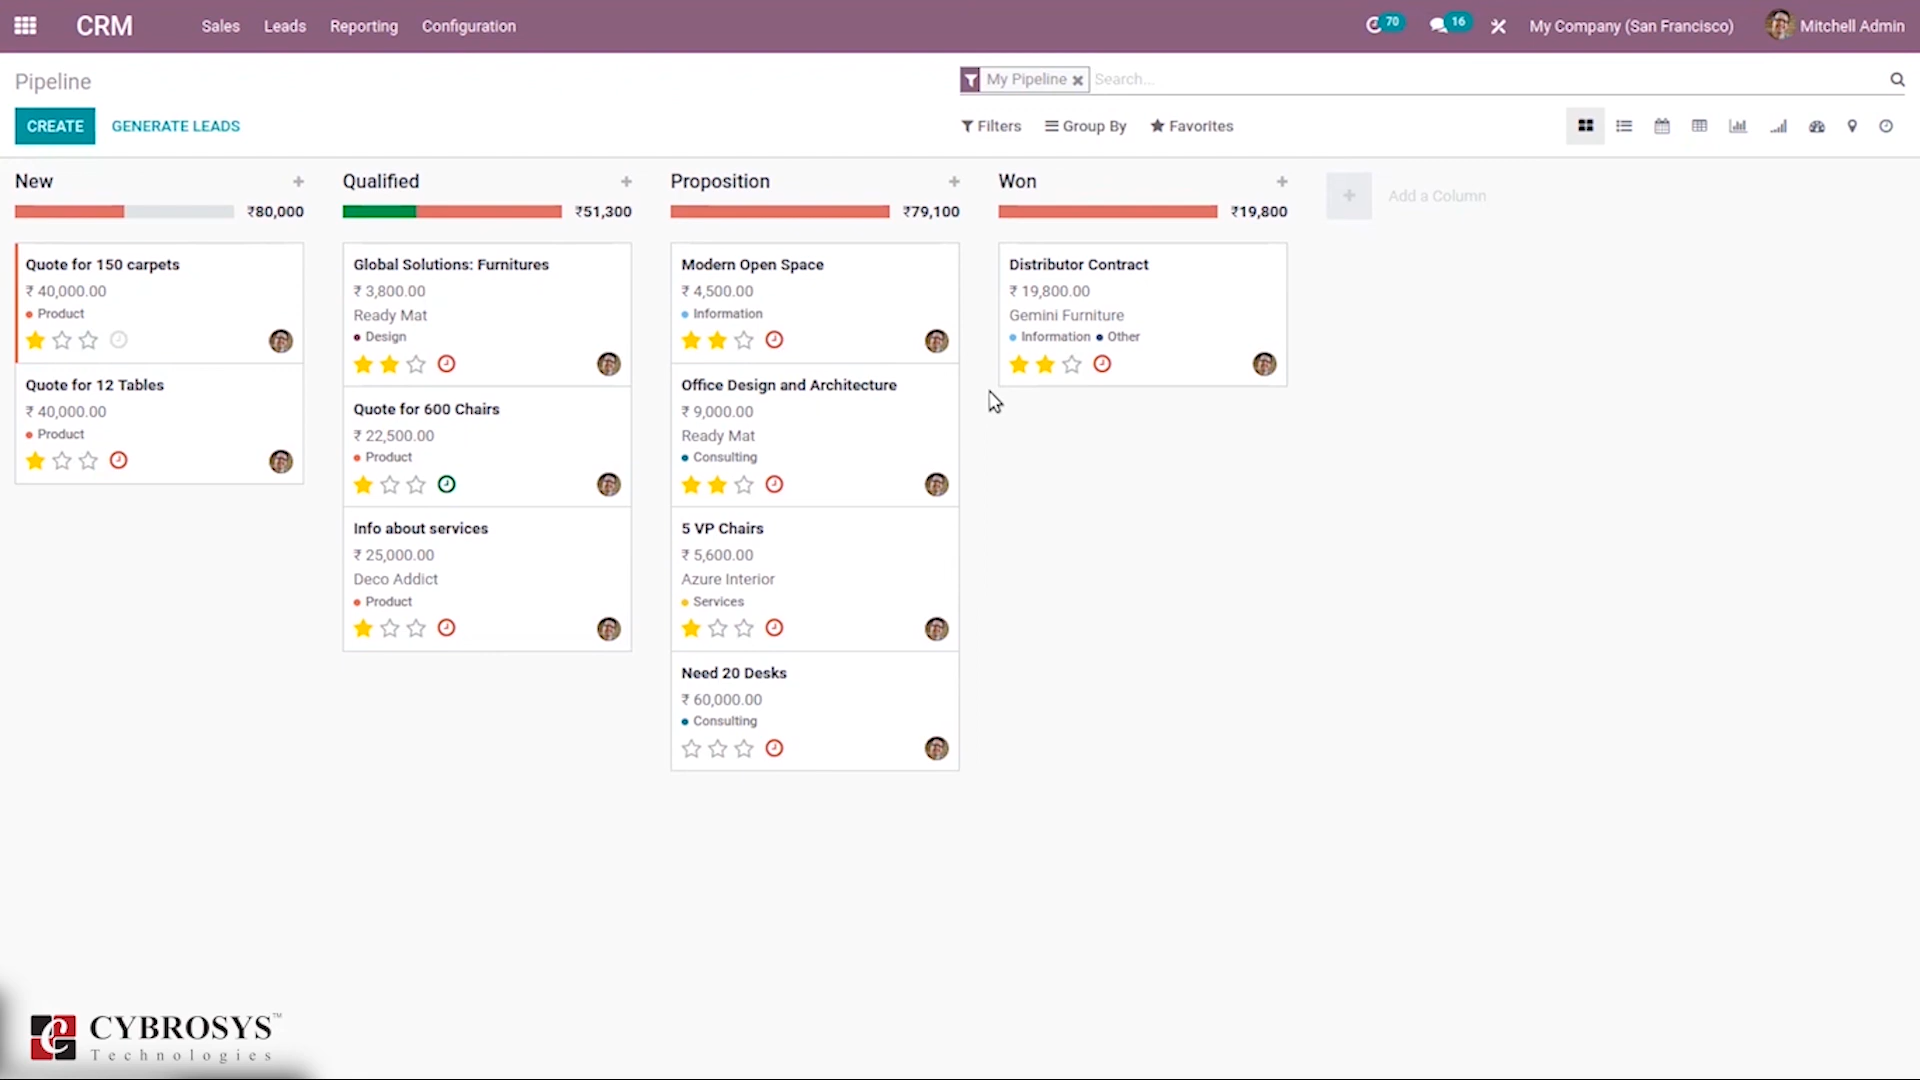 CRM Sales Leads Reporting Configuration 70 16 My Company (San Francisco) Mitchell Admin
Pipeline
My Pipeline Search...
CREATE GENERATE LEADS
Filters Group By Favorites
New
₹80,000
Quote for 150 carpets
₹ 40,000.00
Product
Quote for 12 Tables
₹ 40,000.00
Product
Qualified
₹51,300
Global Solutions: Furnitures
₹ 3,800.00
Ready Mat
Design
Quote for 600 Chairs
₹ 22,500.00
Product
Info about services
₹ 25,000.00
Deco Addict
Product
Proposition
₹79,100
Modern Open Space
₹ 4,500.00
Information
Office Design and Architecture
₹ 9,000.00
Ready Mat
Consulting
5 VP Chairs
₹ 5,600.00
Azure Interior
Services
Need 20 Desks
₹ 60,000.00
Consulting
Won
₹19,800
Distributor Contract
₹ 19,800.00
Gemini Furniture
Information Other
Add a Column
CYBROSYS™
Technologies